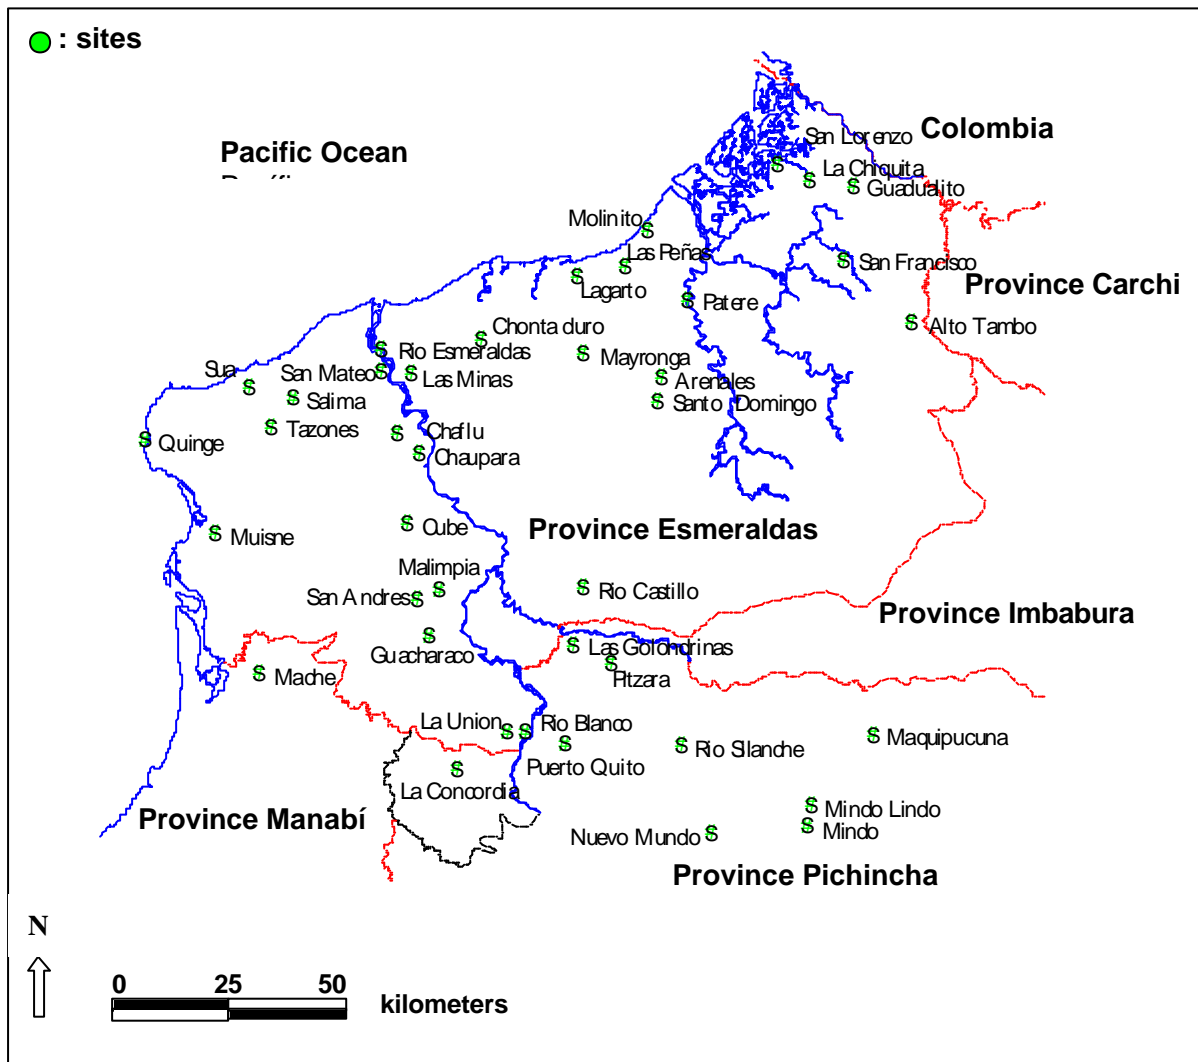 : sites
Colombia
San Lorenzo
Pacific Ocean
La Chiquita
Guadualito
Molinito
Las Peñas
San Francisco
Lagarto
Province Carchi
Patere
Alto Tambo
Chonta duro
Rio Esmeraldas
Mayronga
Sua
San Mateo
Las Minas
Arenales
Salima
Santo Domingo
Tazones
Chaflu
Quinge
Chaupara
Cube
Province Esmeraldas
Muisne
Malimpia
Rio Castillo
San Andres
Province Imbabura
Guacharaco
Las Golondrinas
Mache
Pitzara
La Union
Rio Blanco
Maquipucuna
Rio Silanche
Puerto Quito
La Concordia
Province Manabí
Mindo Lindo
Mindo
Nuevo Mundo
Province Pichincha
N
0 25 50
kilometers